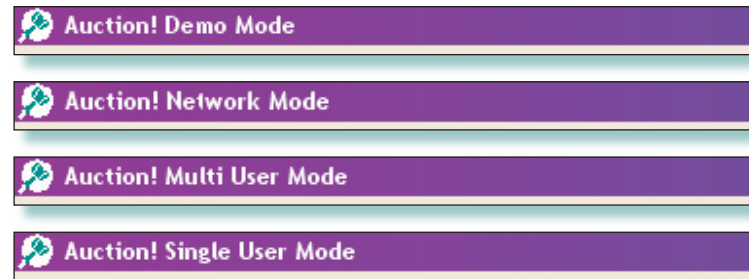 Auction! Demo Mode
Auction! Network Mode
Auction! Multi User Mode
Auction! Single User Mode